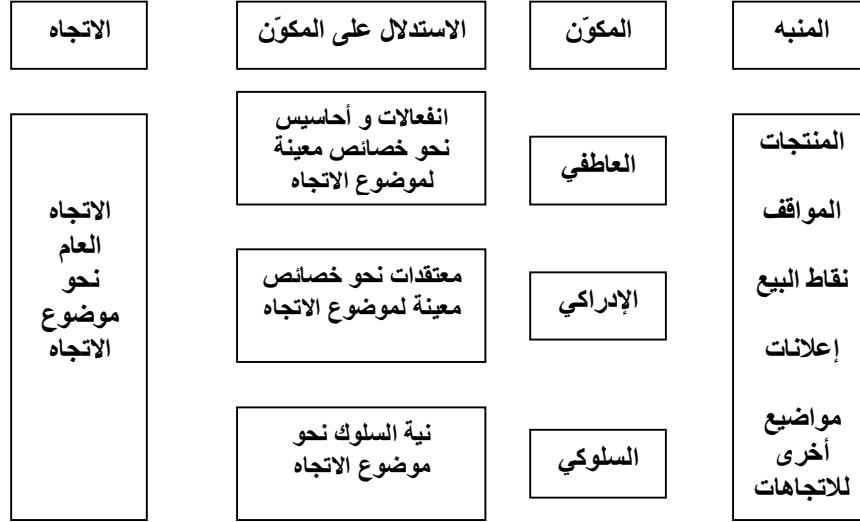 المنبه
المكوّن
الاستدلال على المكوّن
الاتجاه
المنتجات
المواقف
نقاط البيع
إعلانات
مواضيع
أخرى
للاتجاهات
العاطفي
الإدراكي
السلوكي
انفعالات و أحاسيس
نحو خصائص معينة
لموضوع الاتجاه
معتقدات نحو خصائص
معينة لموضوع الاتجاه
نية السلوك نحو
موضوع الاتجاه
الاتجاه
العام
نحو
موضوع
الاتجاه